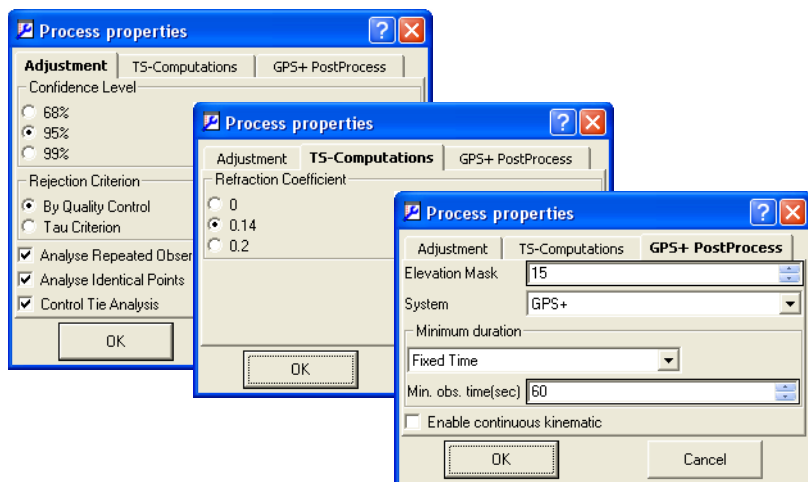 Process properties
Adjustment TS-Computations GPS+ PostProcess
Confidence Level
68%
95%
99%
Rejection Criterion
By Quality Control
Tau Criterion
Analyse Repeated Obser
Analyse Identical Points
Control Tie Analysis
OK
Process properties
Adjustment TS-Computations GPS+ PostProcess
Refraction Coefficient
0
0.14
0.2
OK
Process properties
Adjustment TS-Computations GPS+ PostProcess
Elevation Mask 15
System GPS+
Minimum duration
Fixed Time
Min. obs. time(sec) 60
Enable continuous kinematic
OK Cancel